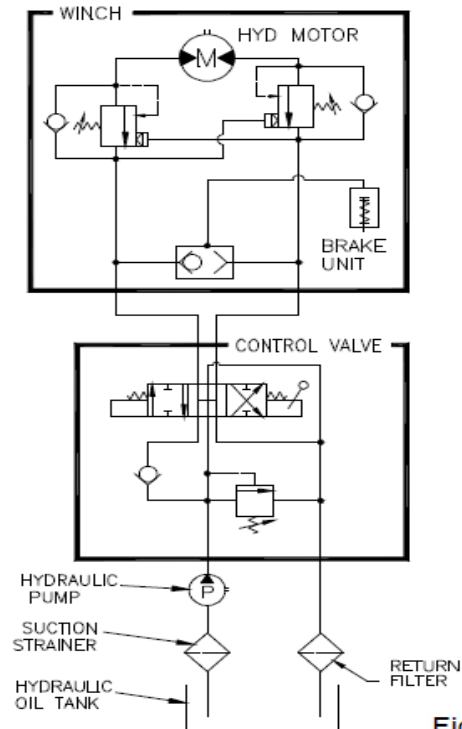 WINCH
HYD MOTOR
M
BRAKE
UNIT
CONTROL VALVE
HYDRAULIC
PUMP
P
SUCTION
STRAINER
HYDRAULIC
OIL TANK
RETURN
FILTER